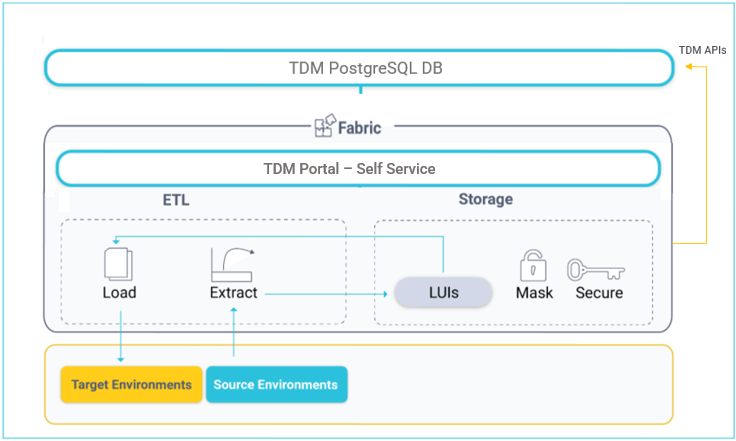 TDM APIs
TDM PostgreSQL DB
Fabric
TDM Portal – Self Service
ETL
Storage
Load
Extract
LUIs
Mask
Secure
Target Environments
Source Environments